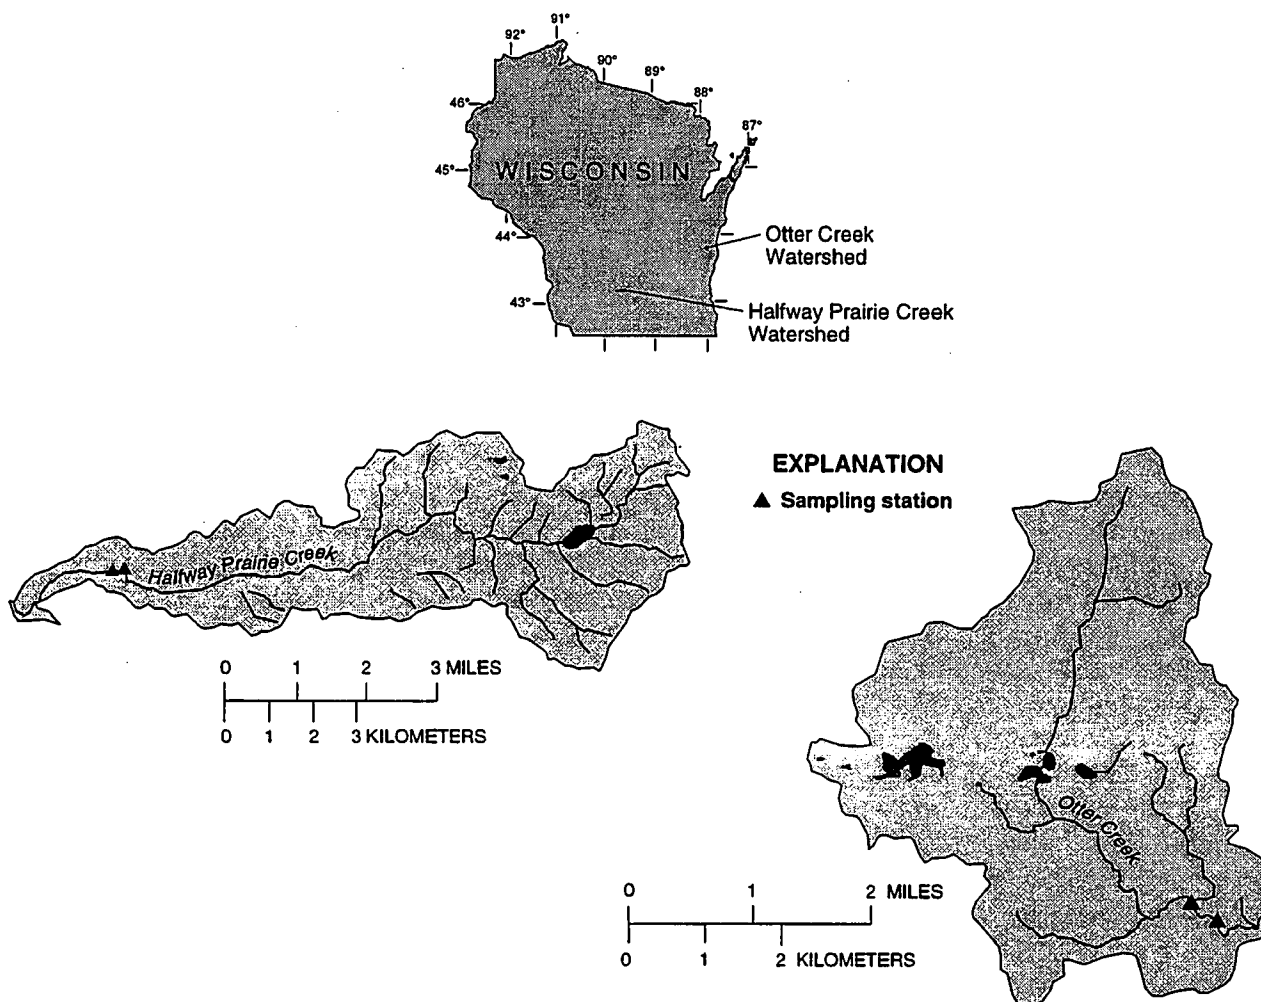 91°
92°
90°
89°
88°
46°
87°
45°
WISCONSIN
44°
Otter Creek
Watershed
43°
Halfway Prairie Creek
Watershed
EXPLANATION
▲ Sampling station
Halfway Prairie Creek
0 1 2 3 MILES
0 1 2 3 KILOMETERS
Otter Creek
0 1 2 MILES
0 1 2 KILOMETERS